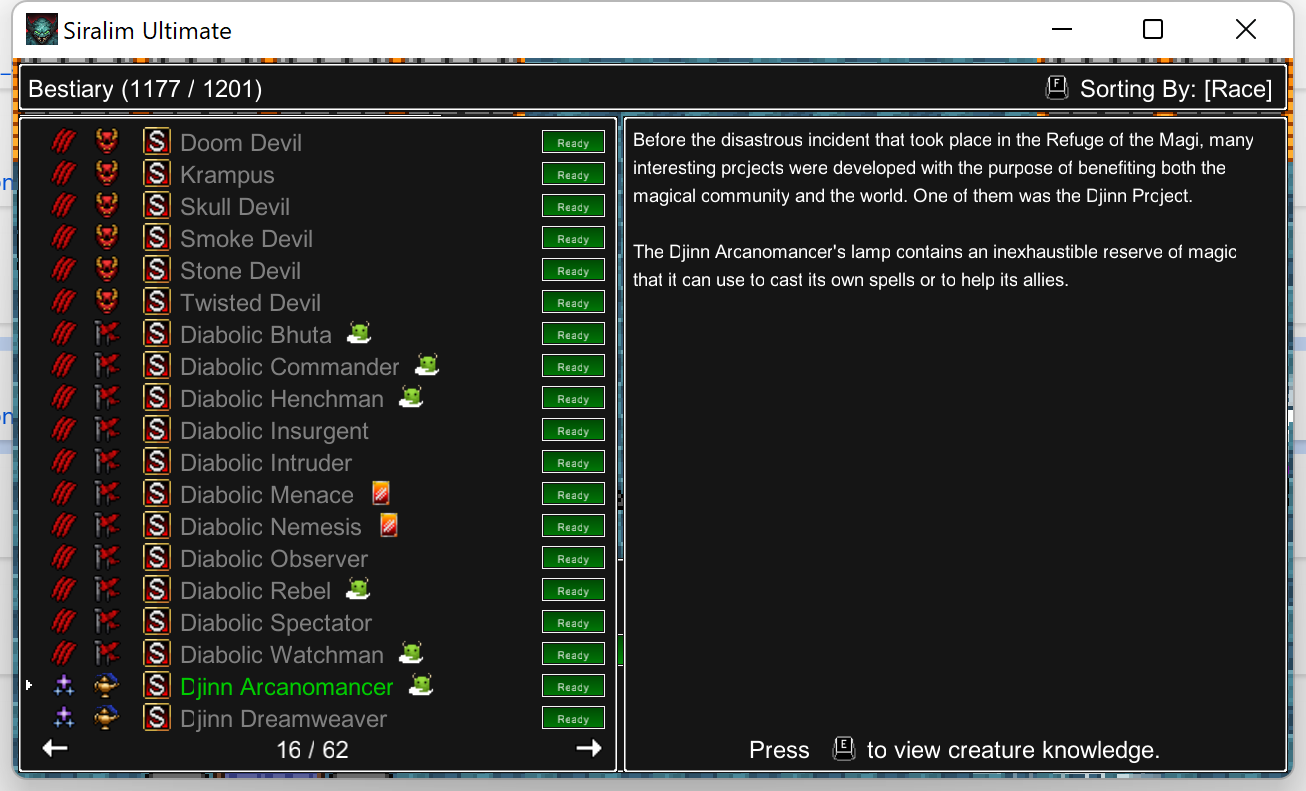 Siralim Ultimate
Bestiary (1177 / 1201)
F Sorting By: [Race]
S Doom Devil Ready
S Krampus Ready
S Skull Devil Ready
S Smoke Devil Ready
S Stone Devil Ready
S Twisted Devil Ready
S Diabolic Bhuta Ready
S Diabolic Commander Ready
S Diabolic Henchman Ready
S Diabolic Insurgent Ready
S Diabolic Intruder Ready
S Diabolic Menace Ready
S Diabolic Nemesis Ready
S Diabolic Observer Ready
S Diabolic Rebel Ready
S Diabolic Spectator Ready
S Diabolic Watchman Ready
S Djinn Arcanomancer Ready
S Djinn Dreamweaver Ready
16 / 62
Before the disastrous incident that took place in the Refuge of the Magi, many
interesting projects were developed with the purpose of benefiting both the
magical community and the world. One of them was the Djinn Project.
The Djinn Arcanomancer's lamp contains an inexhaustible reserve of magic
that it can use to cast its own spells or to help its allies.
Press E to view creature knowledge.